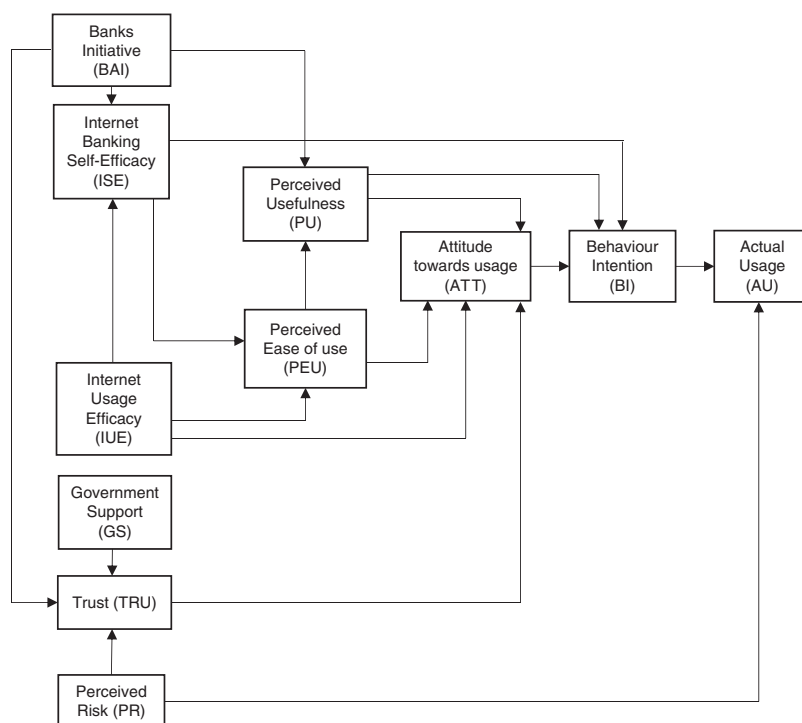 Banks
Initiative
(BAI)
Internet
Banking
Self-Efficacy
(ISE)
Perceived
Usefulness
(PU)
Attitude
towards usage
(ATT)
Behaviour
Intention
(BI)
Actual
Usage
(AU)
Perceived
Ease of use
(PEU)
Internet
Usage
Efficacy
(IUE)
Government
Support
(GS)
Trust (TRU)
Perceived
Risk (PR)